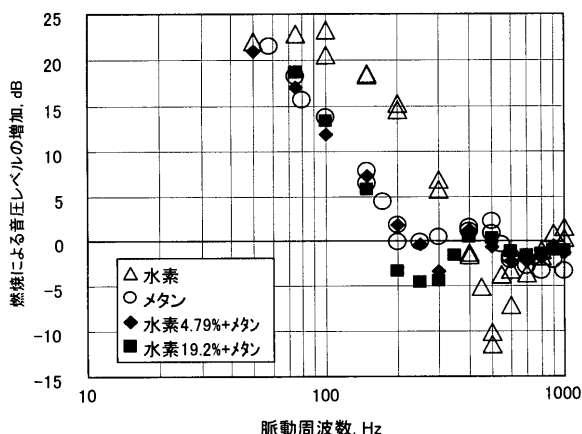 燃焼による音圧レベルの増加, dB
25
20
15
10
5
0
−5
−10
−15
△ 水素
○ メタン
◆ 水素4.79%+メタン
■ 水素19.2%+メタン
10 100 1000
脈動周波数, Hz